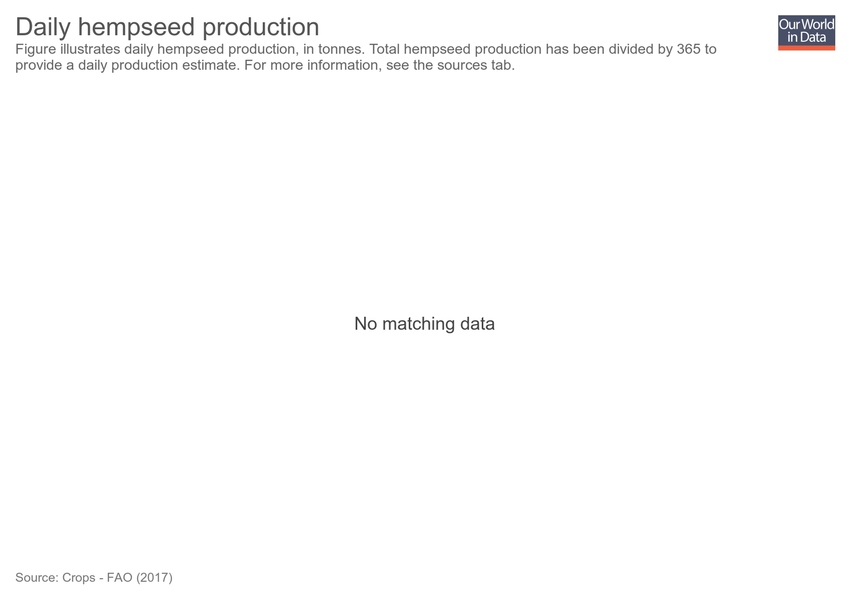 Daily hempseed production
Our World
in Data
Figure illustrates daily hempseed production, in tonnes. Total hempseed production has been divided by 365 to
provide a daily production estimate. For more information, see the sources tab.
No matching data
Source: Crops - FAO (2017)